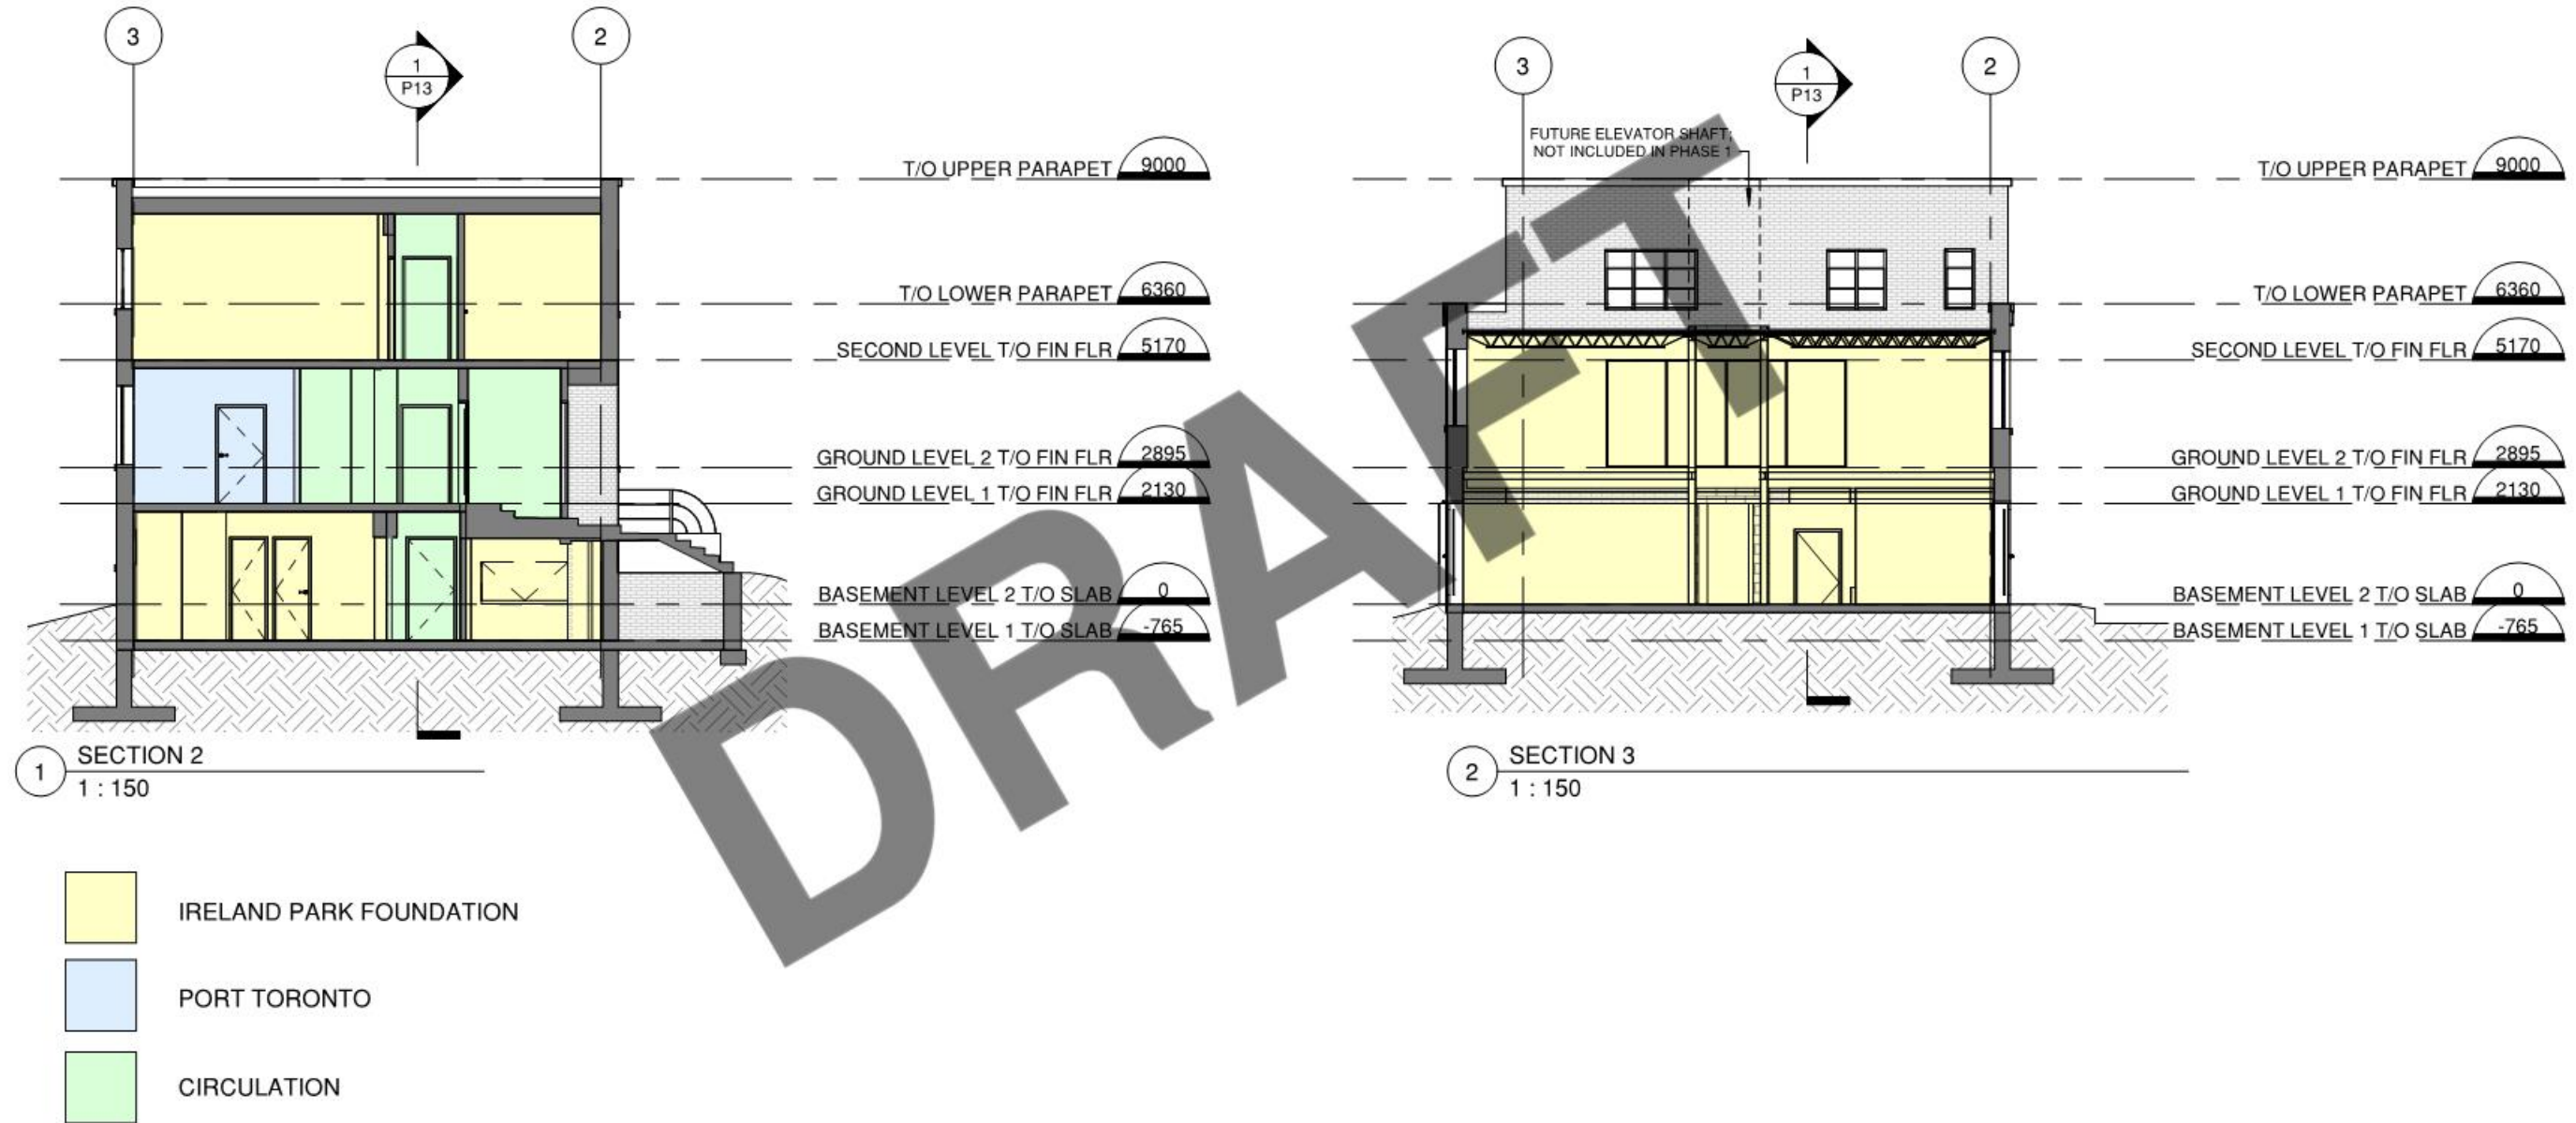 3
2
1
P13
T/O UPPER PARAPET 9000
T/O LOWER PARAPET 6360
SECOND LEVEL T/O FIN FLR 5170
GROUND LEVEL 2 T/O FIN FLR 2895
GROUND LEVEL 1 T/O FIN FLR 2130
BASEMENT LEVEL 2 T/O SLAB 0
BASEMENT LEVEL 1 T/O SLAB -765
1 SECTION 2
1 : 150
3
2
1
P13
FUTURE ELEVATOR SHAFT;
NOT INCLUDED IN PHASE 1
T/O UPPER PARAPET 9000
T/O LOWER PARAPET 6360
SECOND LEVEL T/O FIN FLR 5170
GROUND LEVEL 2 T/O FIN FLR 2895
GROUND LEVEL 1 T/O FIN FLR 2130
BASEMENT LEVEL 2 T/O SLAB 0
BASEMENT LEVEL 1 T/O SLAB -765
2 SECTION 3
1 : 150
DRAFT
IRELAND PARK FOUNDATION
PORT TORONTO
CIRCULATION